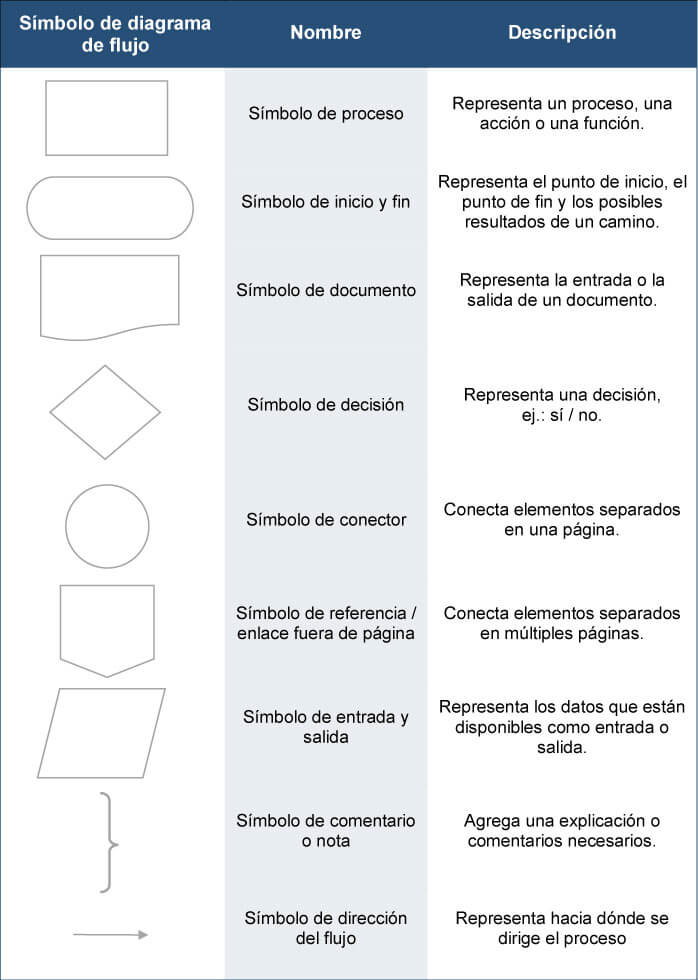 Símbolo de diagrama
de flujo
Nombre
Descripción
Símbolo de proceso
Representa un proceso, una
acción o una función.
Símbolo de inicio y fin
Representa el punto de inicio, el
punto de fin y los posibles
resultados de un camino.
Símbolo de documento
Representa la entrada o la
salida de un documento.
Símbolo de decisión
Representa una decisión,
ej.: sí / no.
Símbolo de conector
Conecta elementos separados
en una página.
Símbolo de referencia /
enlace fuera de página
Conecta elementos separados
en múltiples páginas.
Símbolo de entrada y
salida
Representa los datos que están
disponibles como entrada o
salida.
Símbolo de comentario
o nota
Agrega una explicación o
comentarios necesarios.
Símbolo de dirección
del flujo
Representa hacia dónde se
dirige el proceso